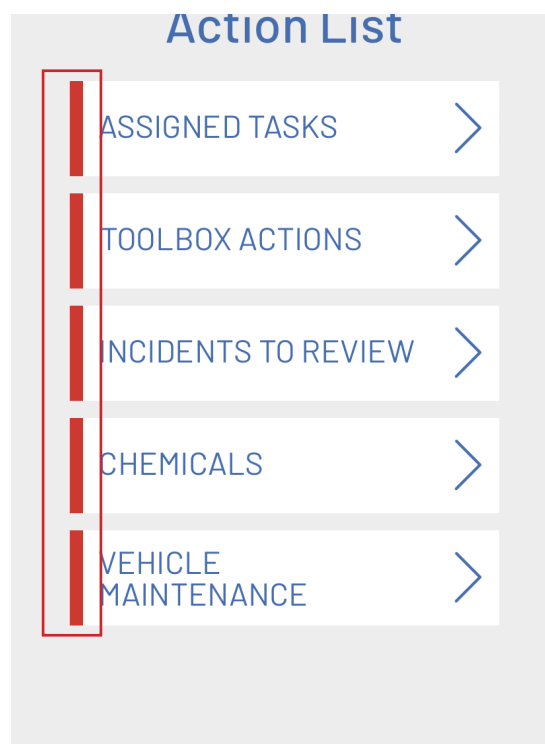 Action List
ASSIGNED TASKS
TOOLBOX ACTIONS
INCIDENTS TO REVIEW
CHEMICALS
VEHICLE
MAINTENANCE